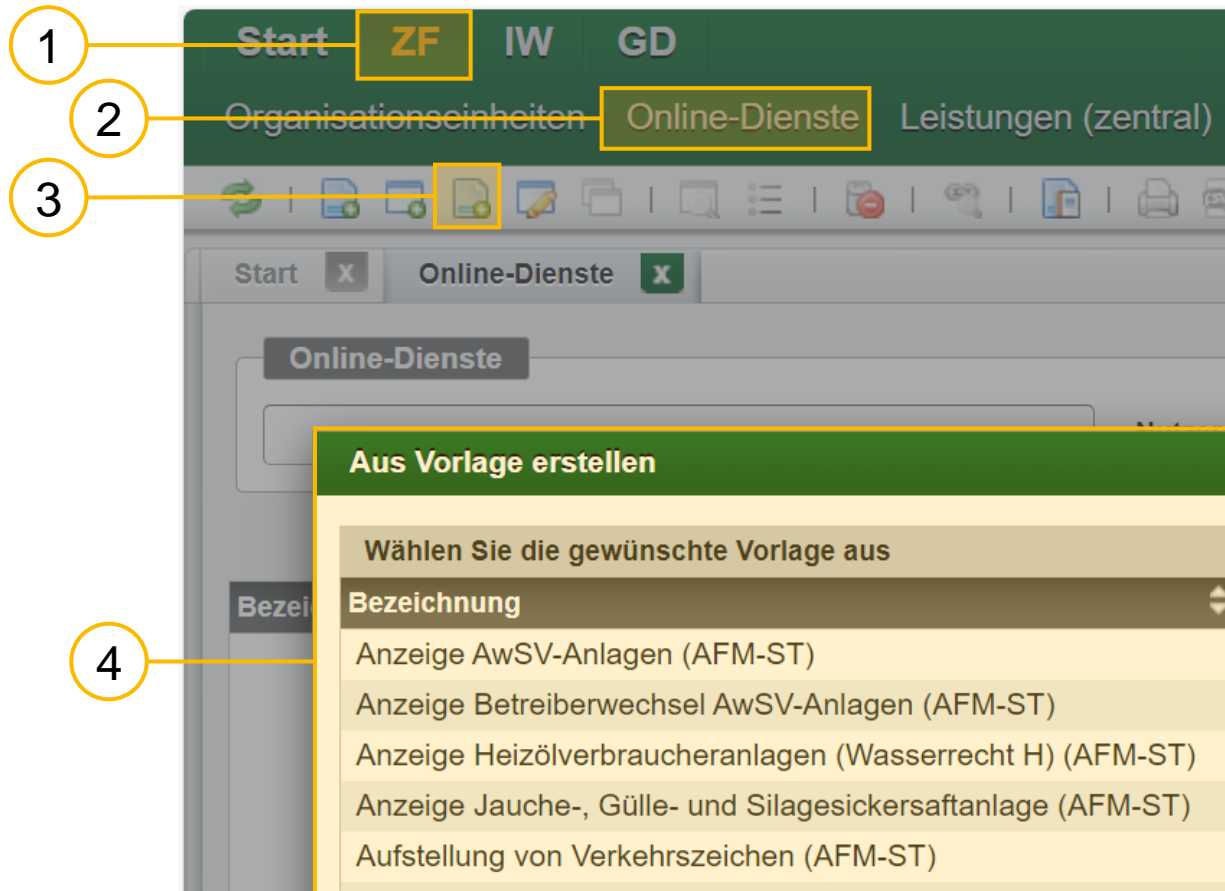 1
Start ZF IW GD
2
Organisationseinheiten Online-Dienste Leistungen (zentral)
3
Start x Online-Dienste x
Online-Dienste
Aus Vorlage erstellen
Wählen Sie die gewünschte Vorlage aus
Bezei
Bezeichnung
4
Anzeige AwSV-Anlagen (AFM-ST)
Anzeige Betreiberwechsel AwSV-Anlagen (AFM-ST)
Anzeige Heizölverbraucheranlagen (Wasserrecht H) (AFM-ST)
Anzeige Jauche-, Gülle- und Silagesickersaftanlage (AFM-ST)
Aufstellung von Verkehrszeichen (AFM-ST)